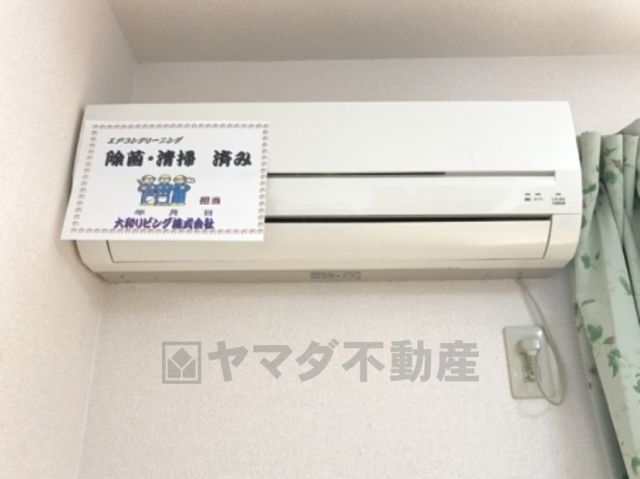 エアコンクリーニング
除菌・清掃 済み
担当
年 月 日
大和リビング株式会社
ヤマダ不動産